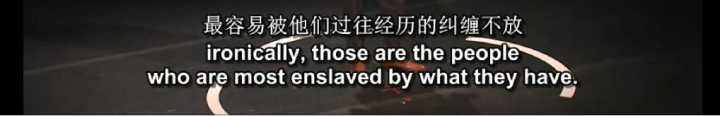 最容易被他们过往经历的纠缠不放
ironically, those are the people
who are most enslaved by what they have.